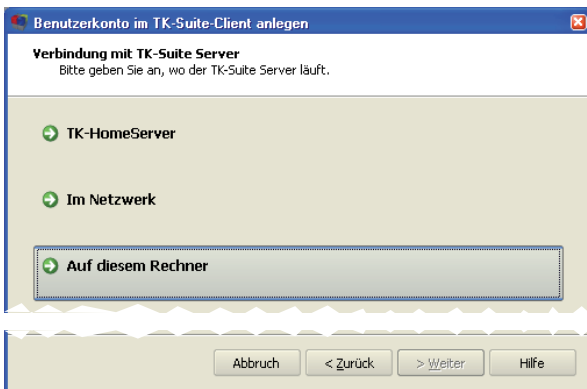 Benutzerkonto im TK-Suite-Client anlegen
Verbindung mit TK-Suite Server
Bitte geben Sie an, wo der TK-Suite Server läuft.
TK-HomeServer
Im Netzwerk
Auf diesem Rechner
Abbruch
< Zurück
> Weiter
Hilfe